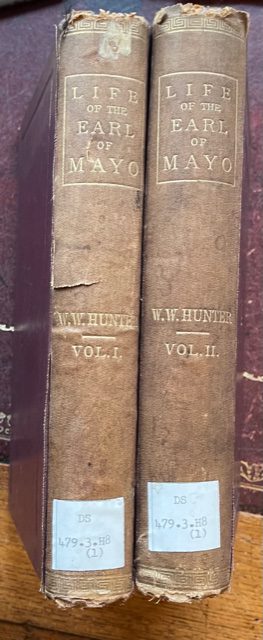 LIFE
OF THE
EARL
OF
MAYO
W.W. HUNTE
VOL. I.
DS
479.3.H8
(1)
LIFE
OF THE
EARL
OF
MAYO
W.W. HUNTER
VOL. II.
DS
479.3.H8
(1)